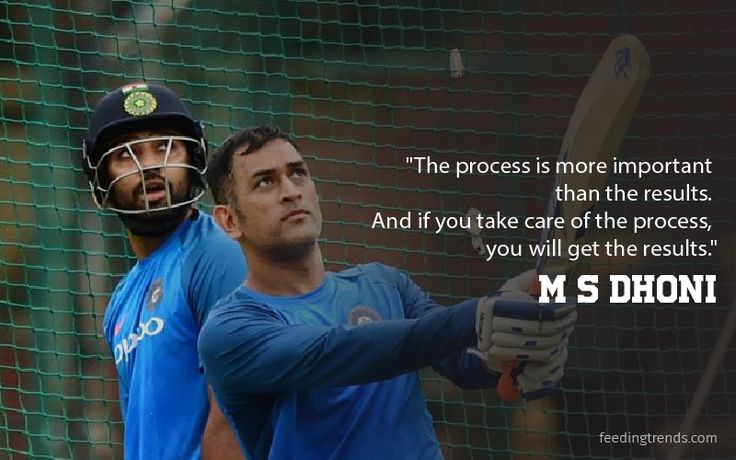 "The process is more important
than the results.
And if you take care of the process,
you will get the results."
M S DHONI
oppo
feedingtrends.com